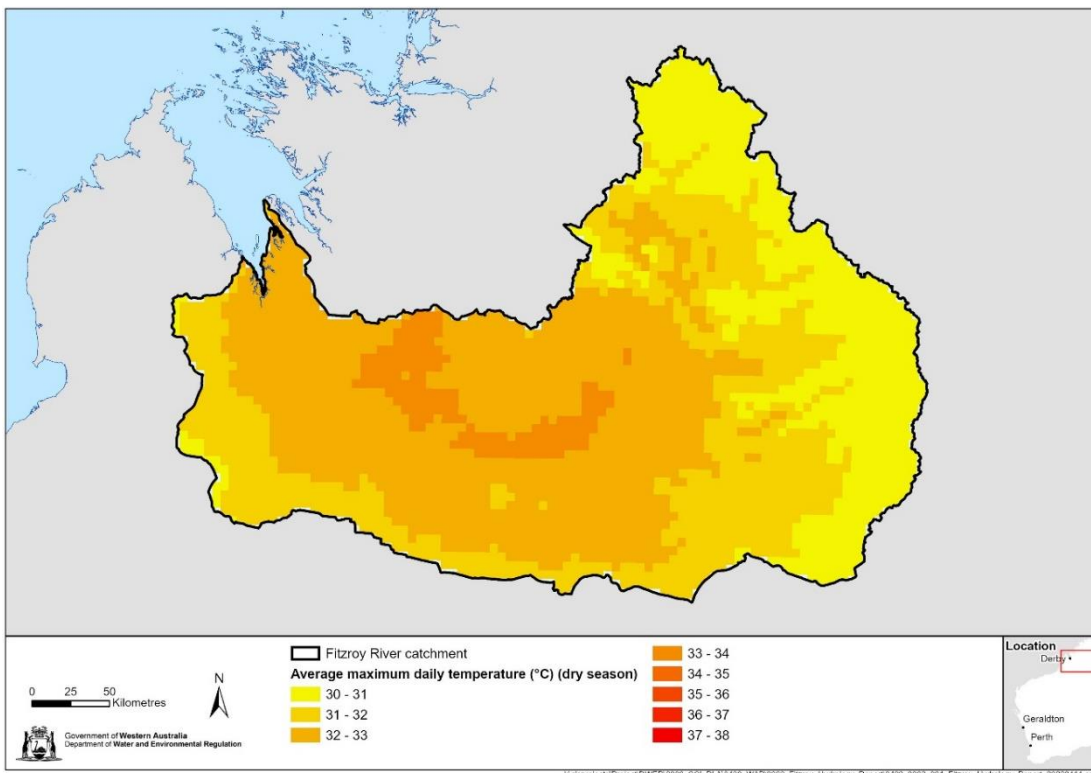 Fitzroy River catchment
Average maximum daily temperature (°C) (dry season)
30 - 31
31 - 32
32 - 33
33 - 34
34 - 35
35 - 36
36 - 37
37 - 38
0 25 50
Kilometres
N
Government of Western Australia
Department of Water and Environmental Regulation
Location
Derby
Geraldton
Perth